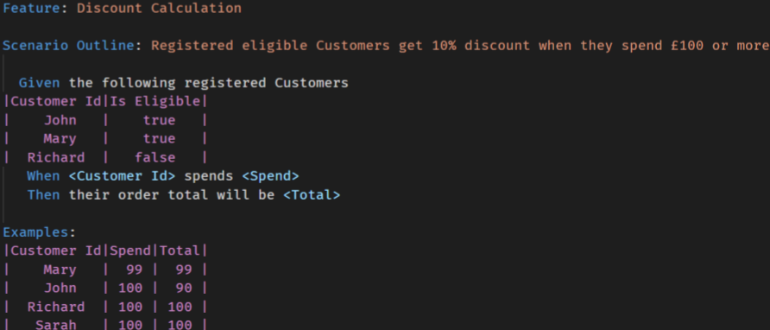 Feature: Discount Calculation
Scenario Outline: Registered eligible Customers get 10% discount when they spend £100 or more
Given the following registered Customers
|Customer Id|Is Eligible|
| John | true |
| Mary | true |
| Richard | false |
When <Customer Id> spends <Spend>
Then their order total will be <Total>
Examples:
|Customer Id|Spend|Total|
| Mary | 99 | 99 |
| John | 100 | 90 |
| Richard | 100 | 100 |
| Sarah | 100 | 100 |